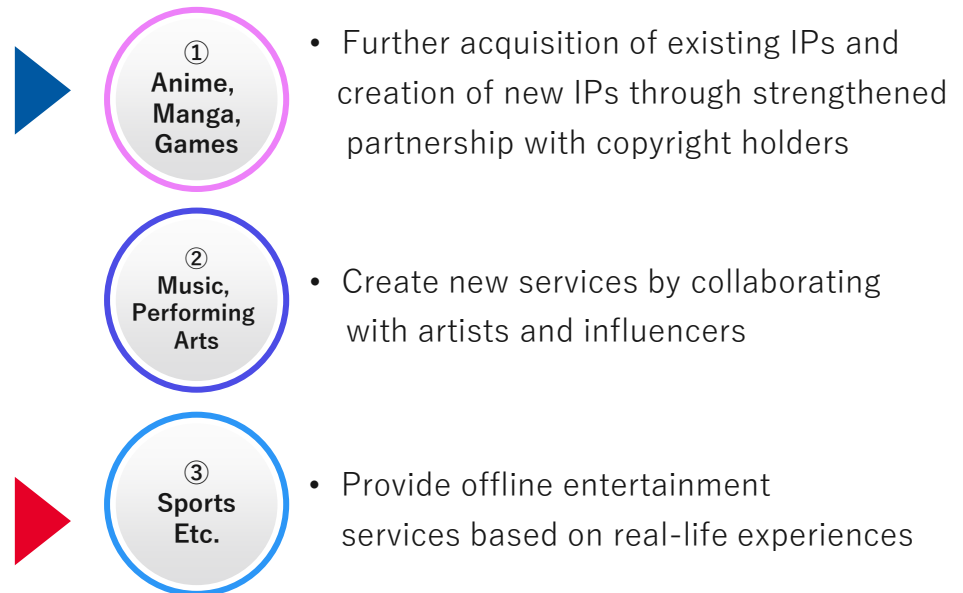 ①
Anime,
Manga,
Games
• Further acquisition of existing IPs and
creation of new IPs through strengthened
partnership with copyright holders
②
Music,
Performing
Arts
• Create new services by collaborating
with artists and influencers
③
Sports
Etc.
• Provide offline entertainment
services based on real-life experiences